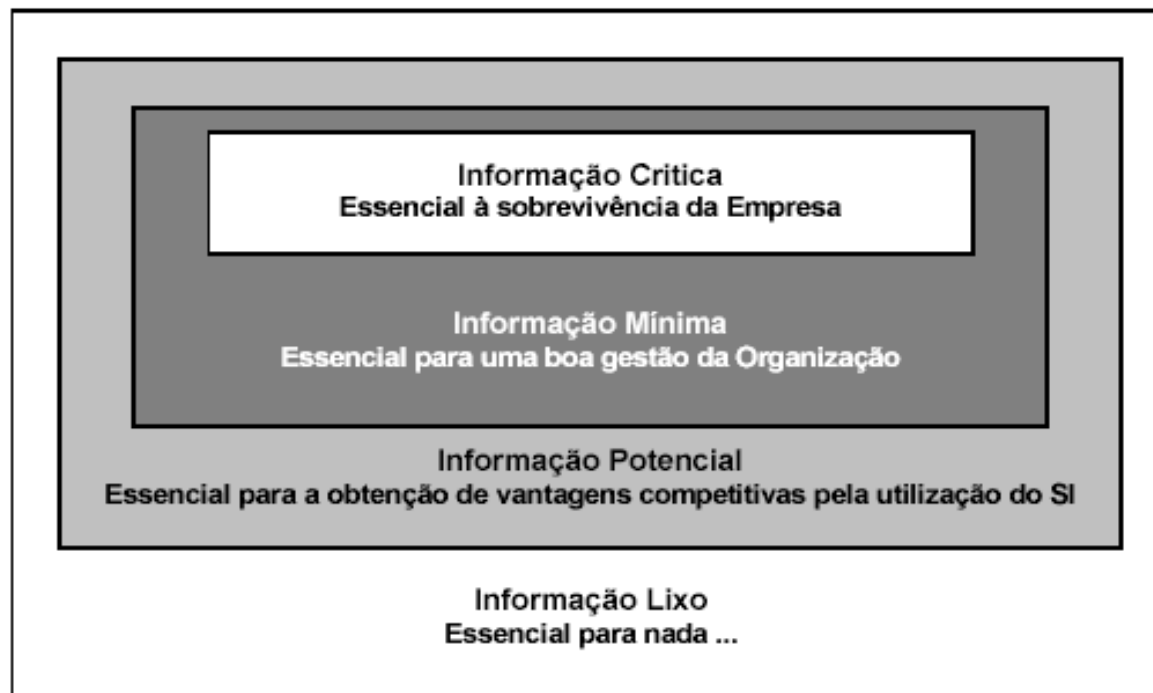 Informação Critica
Essencial à sobrevivência da Empresa
Informação Mínima
Essencial para uma boa gestão da Organização
Informação Potencial
Essencial para a obtenção de vantagens competitivas pela utilização do SI
Informação Lixo
Essencial para nada ...